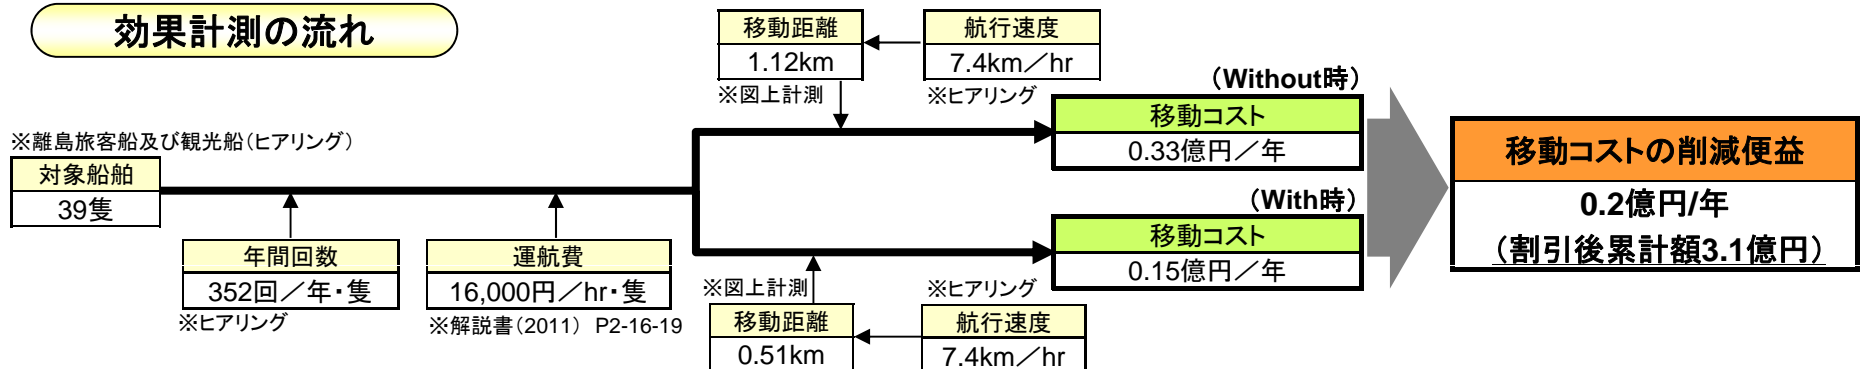 効果計測の流れ
移動距離
1.12km
※図上計測
航行速度
7.4km／hr
※ヒアリング
（Without時）
移動コスト
0.33億円／年
※離島旅客船及び観光船（ヒアリング）
対象船舶
39隻
年間回数
352回／年・隻
※ヒアリング
運航費
16,000円／hr・隻
※解説書（2011） P2-16-19
（With時）
移動コスト
0.15億円／年
※図上計測
移動距離
0.51km
※ヒアリング
航行速度
7.4km／hr
移動コストの削減便益
0.2億円/年
（割引後累計額3.1億円）